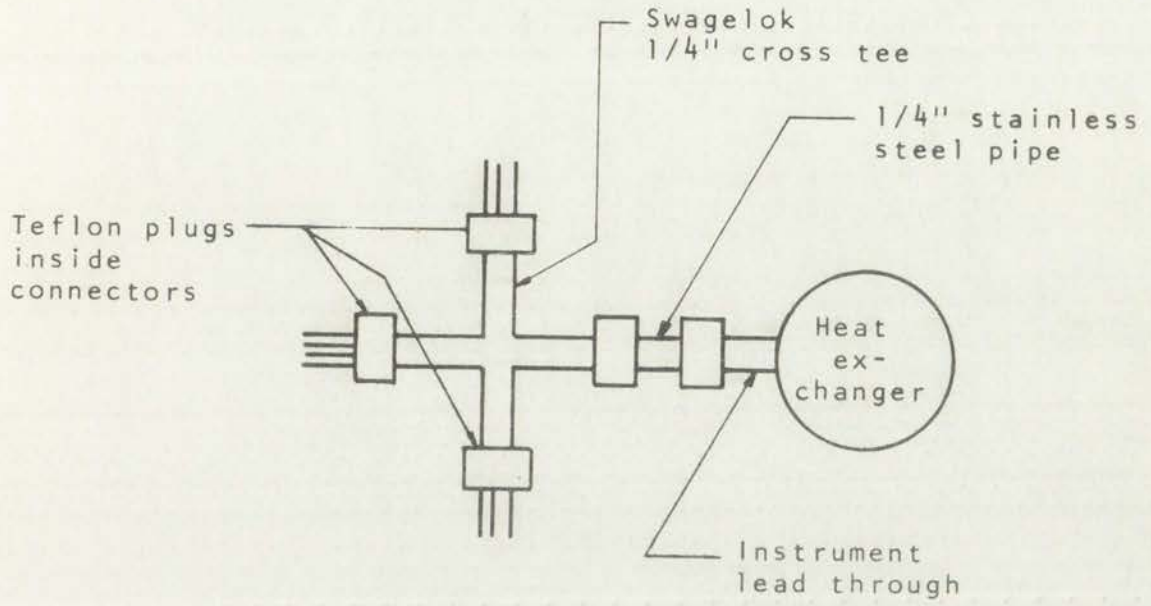 Swagelok
1/4" cross tee
1/4" stainless
steel pipe
Teflon plugs
inside
connectors
Heat
ex-
changer
Instrument
lead through